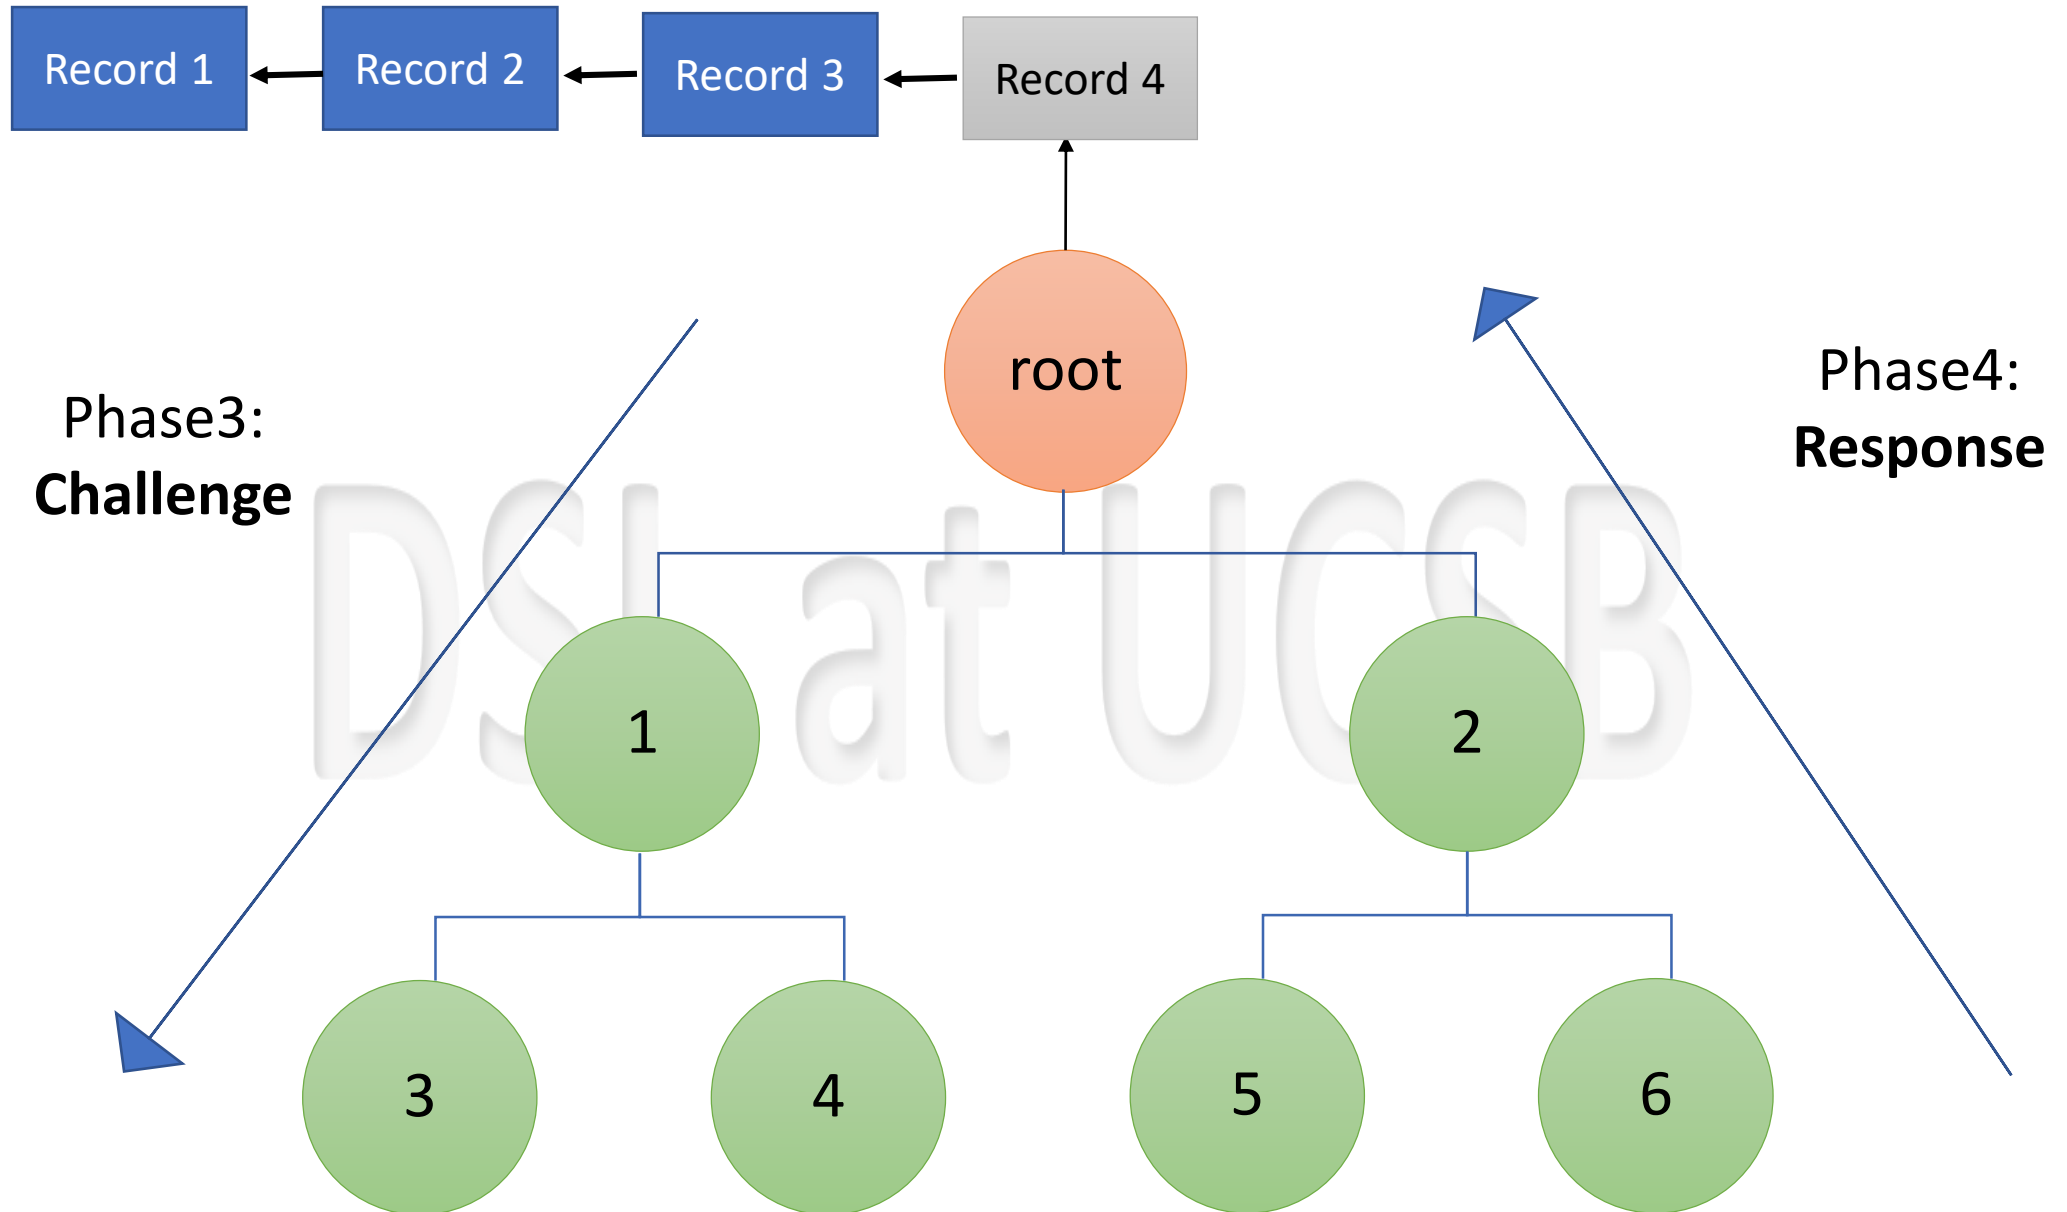 Record 1
Record 2
Record 3
Record 4
root
Phase3:
Challenge
Phase4:
Response
DSL at UCSB
1
2
3
4
5
6